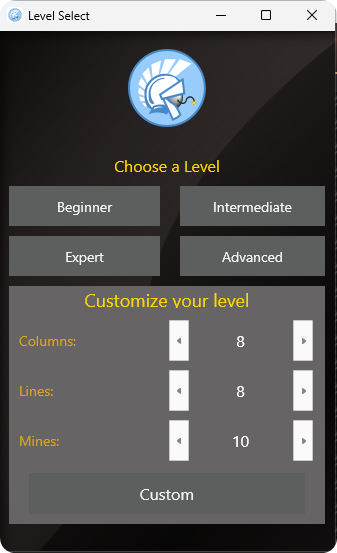 Level Select
Choose a Level
Beginner Intermediate
Expert Advanced
Customize your level
Columns: 8
Lines: 8
Mines: 10
Custom